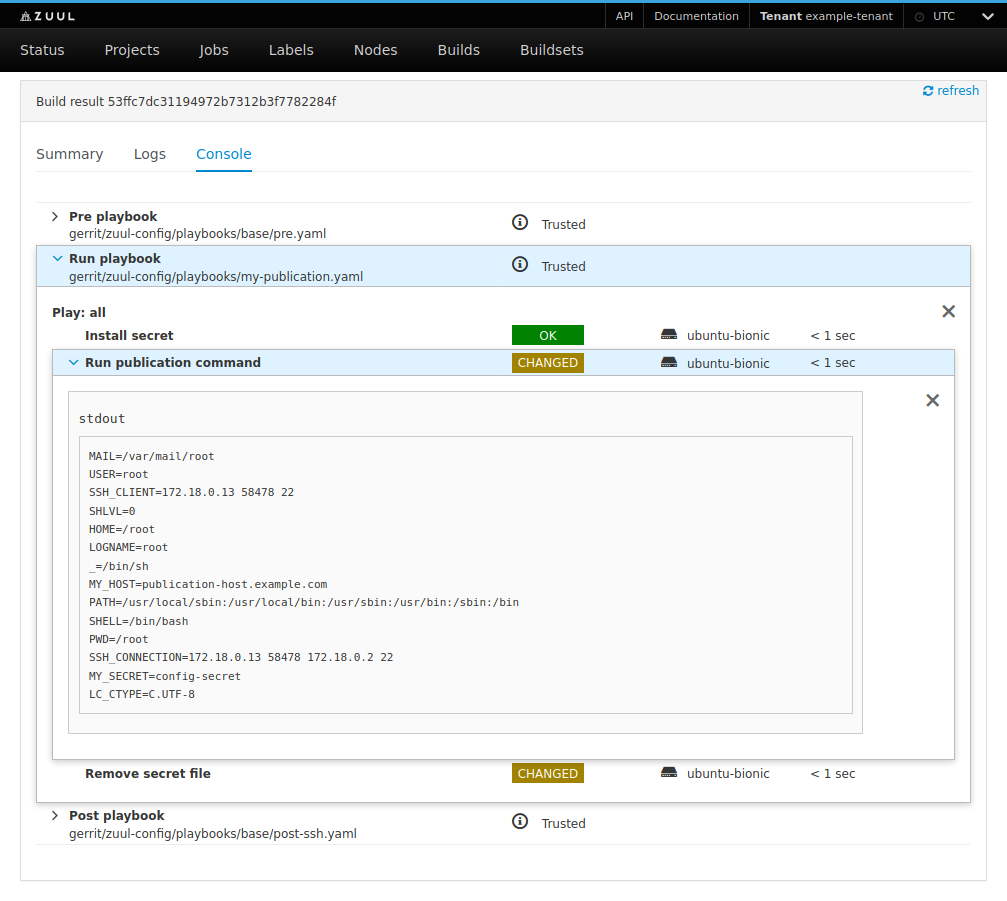 ZUUL API Documentation Tenant example-tenant UTC
Status Projects Jobs Labels Nodes Builds Buildsets
refresh
Build result 53ffc7dc31194972b7312b3f7782284f
Summary Logs Console
Pre playbook
gerrit/zuul-config/playbooks/base/pre.yaml
Trusted
Run playbook
gerrit/zuul-config/playbooks/my-publication.yaml
Trusted
Play: all
Install secret OK ubuntu-bionic < 1 sec
Run publication command CHANGED ubuntu-bionic < 1 sec
stdout
MAIL=/var/mail/root
USER=root
SSH_CLIENT=172.18.0.13 58478 22
SHLVL=0
HOME=/root
LOGNAME=root
_=/bin/sh
MY_HOST=publication-host.example.com
PATH=/usr/local/sbin:/usr/local/bin:/usr/sbin:/usr/bin:/sbin:/bin
SHELL=/bin/bash
PWD=/root
SSH_CONNECTION=172.18.0.13 58478 172.18.0.2 22
MY_SECRET=config-secret
LC_CTYPE=C.UTF-8
Remove secret file CHANGED ubuntu-bionic < 1 sec
Post playbook
gerrit/zuul-config/playbooks/base/post-ssh.yaml
Trusted